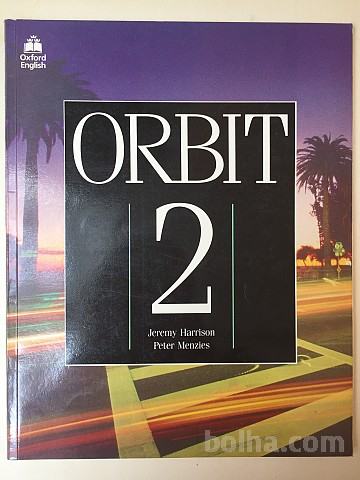 Oxford
English
ORBIT
2
Jeremy Harrison
Peter Menzies
bolha.com